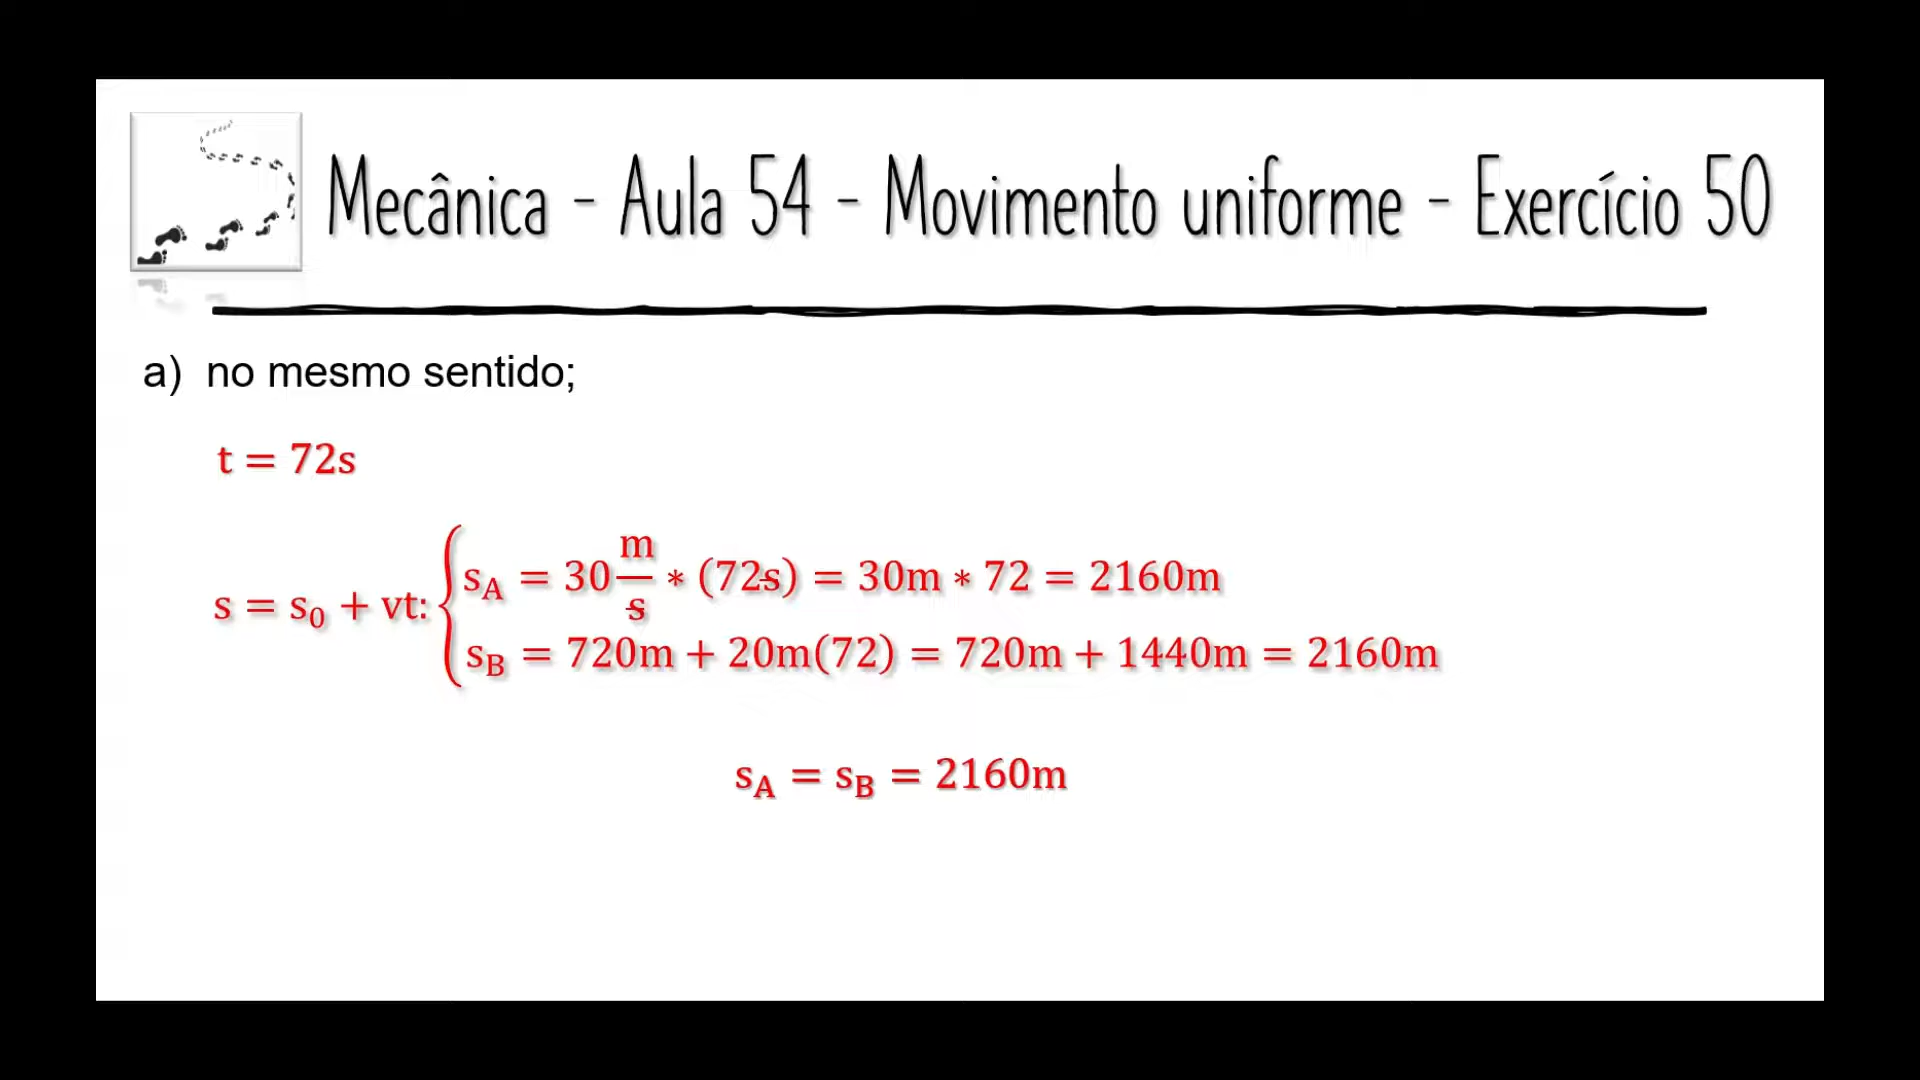 Mecânica - Aula 54 - Movimento uniforme - Exercício 50
a) no mesmo sentido;
t = 72s
s = s₀ + vt: { s_A = 30 m/s * (72s) = 30m * 72 = 2160m
s_B = 720m + 20m(72) = 720m + 1440m = 2160m
s_A = s_B = 2160m